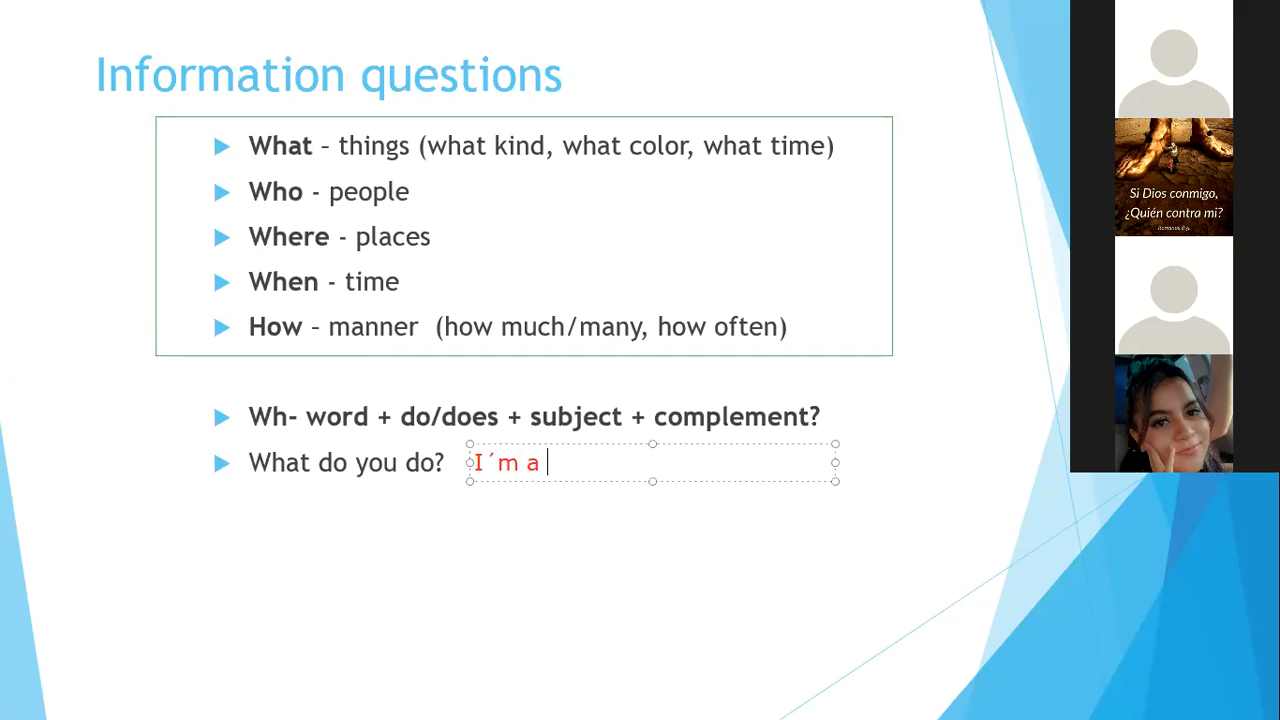 Information questions
What – things (what kind, what color, what time)
Who - people
Where - places
When - time
How – manner (how much/many, how often)
Wh- word + do/does + subject + complement?
What do you do? I´m a
Si Dios conmigo,
¿Quién contra mi?